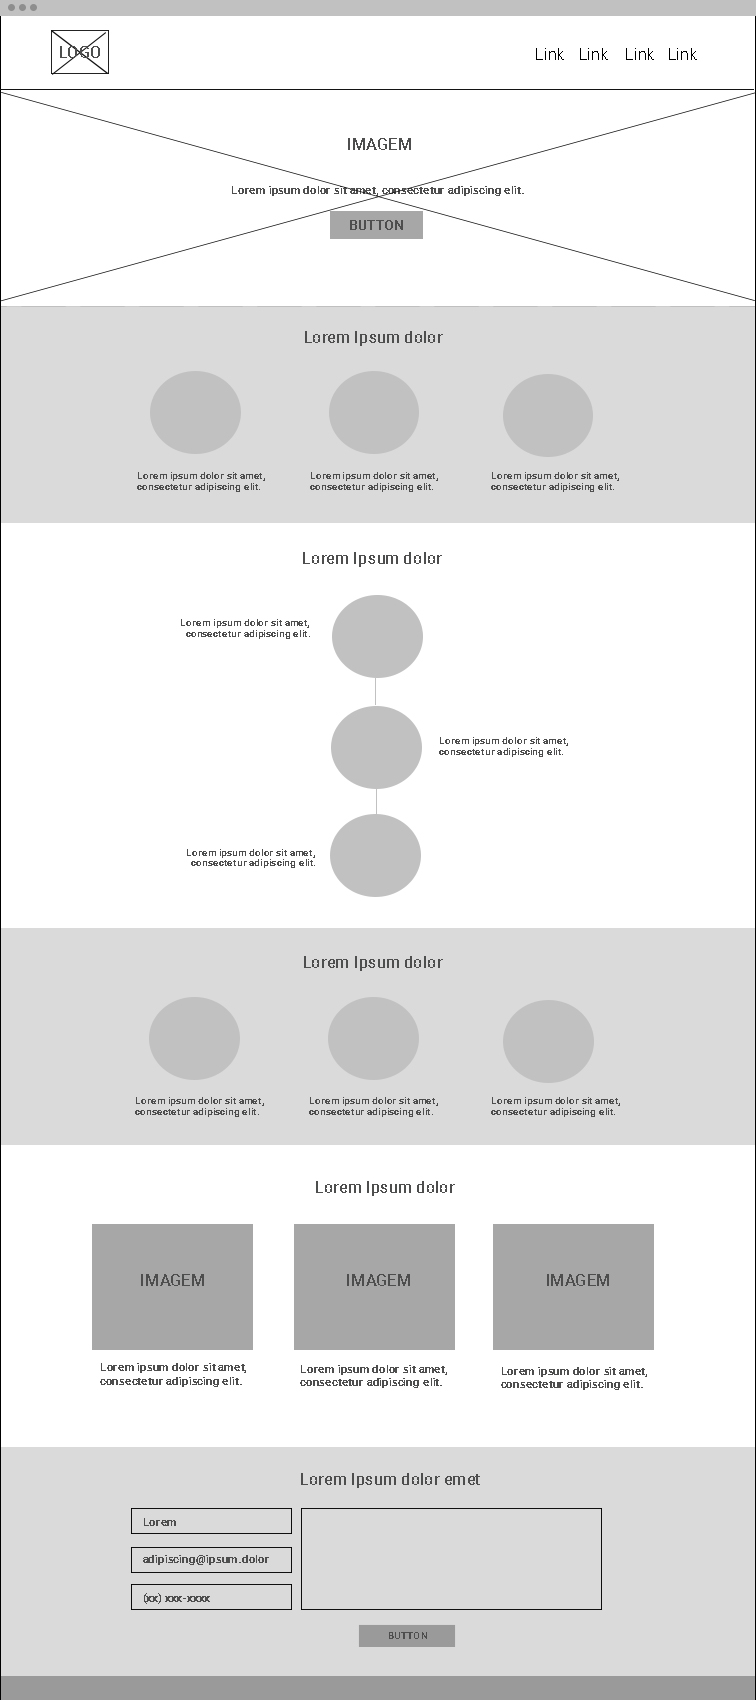 LOGO
Link Link Link Link
IMAGEM
Lorem ipsum dolor sit amet, consectetur adipiscing elit.
BUTTON
Lorem Ipsum dolor
Lorem ipsum dolor sit amet,
consectetur adipiscing elit.
Lorem ipsum dolor sit amet,
consectetur adipiscing elit.
Lorem ipsum dolor sit amet,
consectetur adipiscing elit.
Lorem Ipsum dolor
Lorem ipsum dolor sit amet,
consectetur adipiscing elit.
Lorem ipsum dolor sit amet,
consectetur adipiscing elit.
Lorem ipsum dolor sit amet,
consectetur adipiscing elit.
Lorem Ipsum dolor
Lorem ipsum dolor sit amet,
consectetur adipiscing elit.
Lorem ipsum dolor sit amet,
consectetur adipiscing elit.
Lorem ipsum dolor sit amet,
consectetur adipiscing elit.
Lorem Ipsum dolor
IMAGEM
Lorem ipsum dolor sit amet,
consectetur adipiscing elit.
IMAGEM
Lorem ipsum dolor sit amet,
consectetur adipiscing elit.
IMAGEM
Lorem ipsum dolor sit amet,
consectetur adipiscing elit.
Lorem Ipsum dolor emet
Lorem
adipiscing@ipsum.dolor
(xx) xxx-xxxx
BUTTON